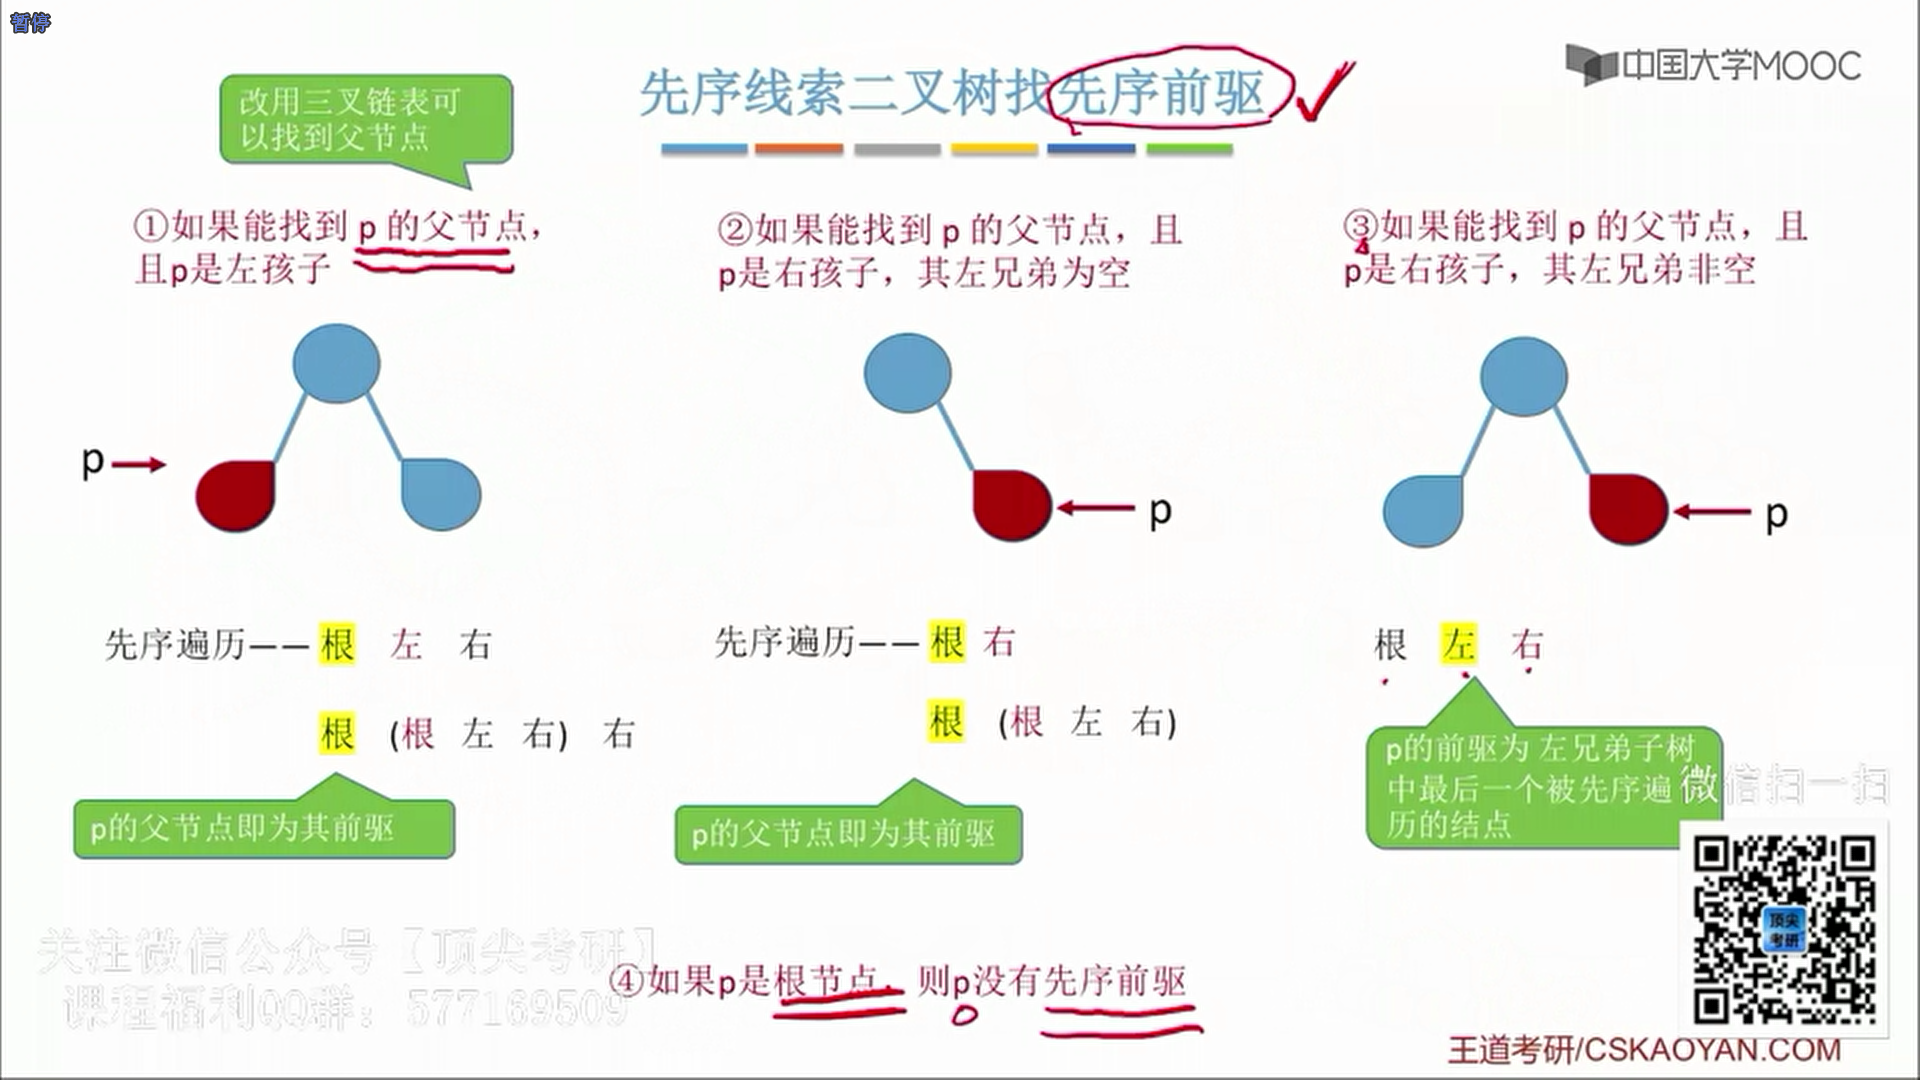 暂停
中国大学MOOC
先序线索二叉树找先序前驱
改用三叉链表可
以找到父节点
①如果能找到 p 的父节点，
且p是左孩子
②如果能找到 p 的父节点，且
p是右孩子，其左兄弟为空
③如果能找到 p 的父节点，且
p是右孩子，其左兄弟非空
p
p
p
先序遍历—— 根 左 右
根 (根 左 右) 右
p的父节点即为其前驱
先序遍历—— 根 右
根 (根 左 右)
p的父节点即为其前驱
根 左 右
p的前驱为 左兄弟子树
中最后一个被先序遍
历的结点
微信扫一扫
顶尖
考研
关注微信公众号【顶尖考研】
课程福利QQ群：577169509
④如果p是根节点，则p没有先序前驱
王道考研/CSKAOYAN.COM